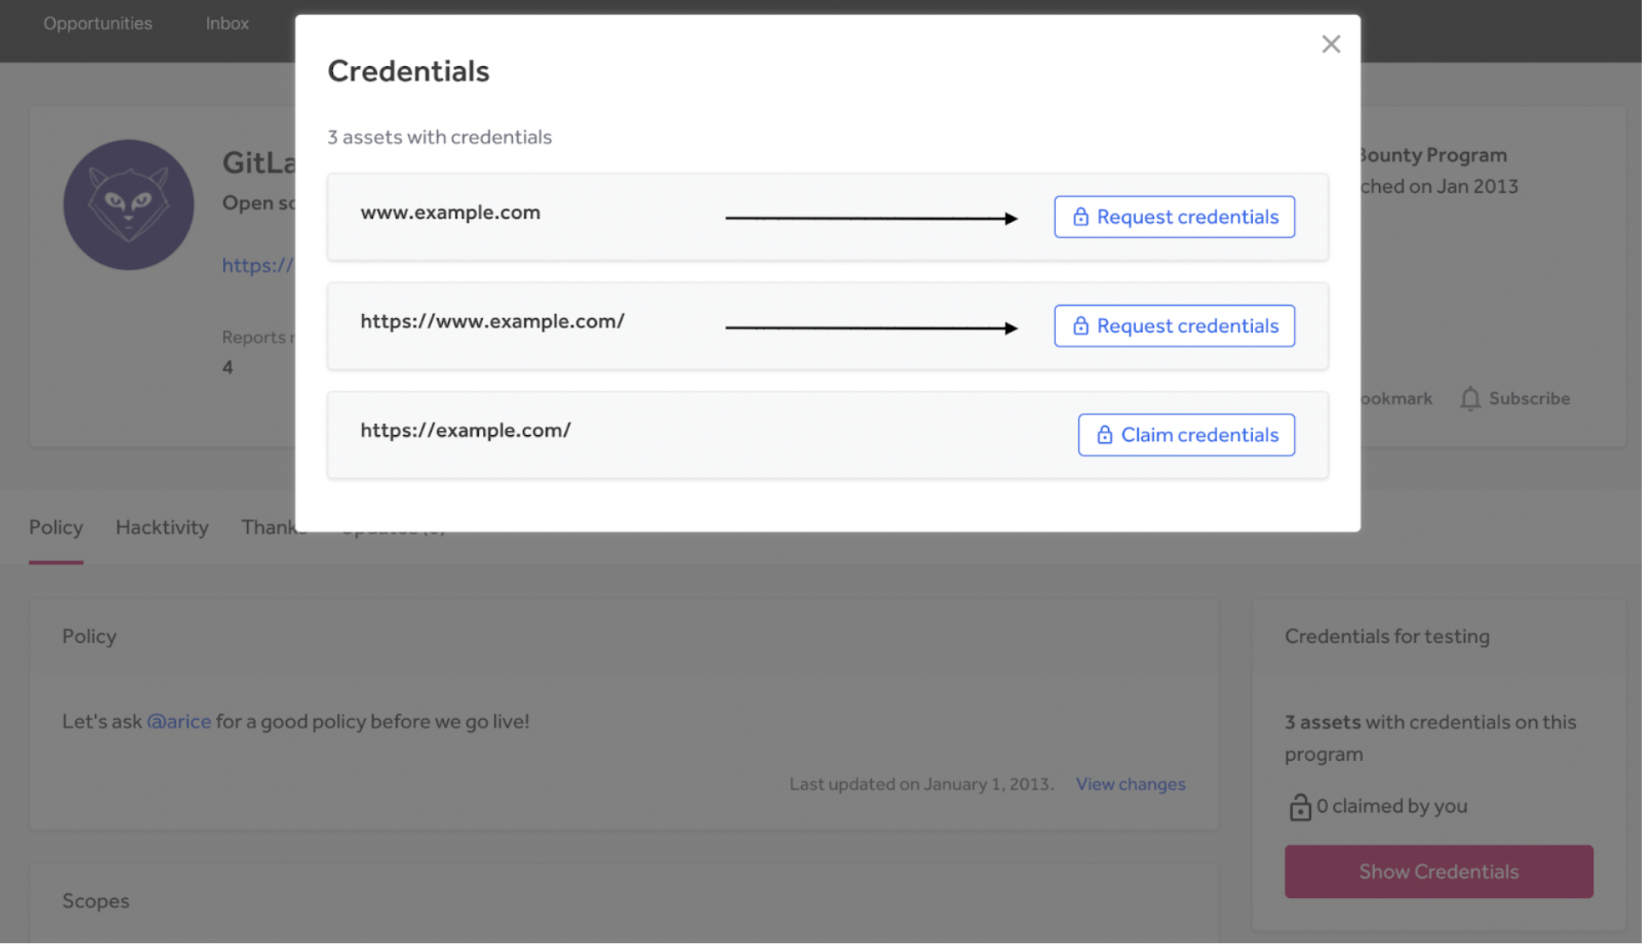 Opportunities
Inbox
Credentials
3 assets with credentials
www.example.com
Request credentials
https://www.example.com/
Request credentials
https://example.com/
Claim credentials
GitLa
Open so
https://
Reports r
4
Bounty Program
ched on Jan 2013
ookmark
Subscribe
Policy
Hacktivity
Thanks
Policy
Let's ask @arice for a good policy before we go live!
Last updated on January 1, 2013.
View changes
Scopes
Credentials for testing
3 assets with credentials on this
program
0 claimed by you
Show Credentials